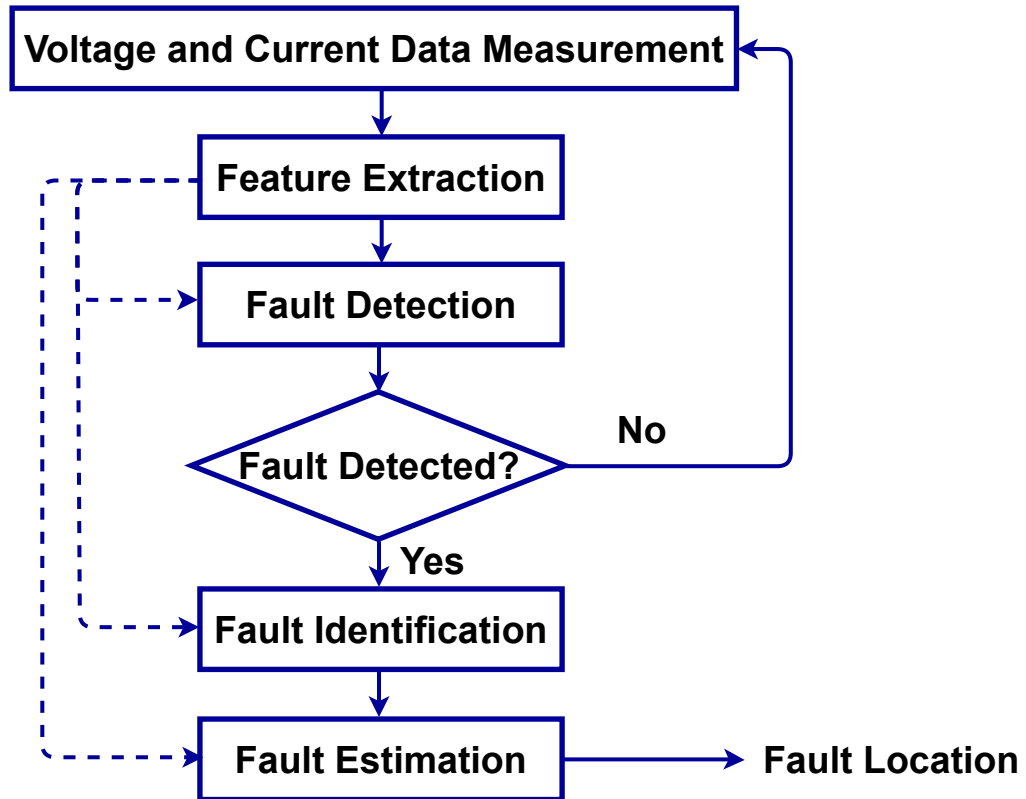 Voltage and Current Data Measurement
Feature Extraction
Fault Detection
No
Fault Detected?
Yes
Fault Identification
Fault Estimation
Fault Location